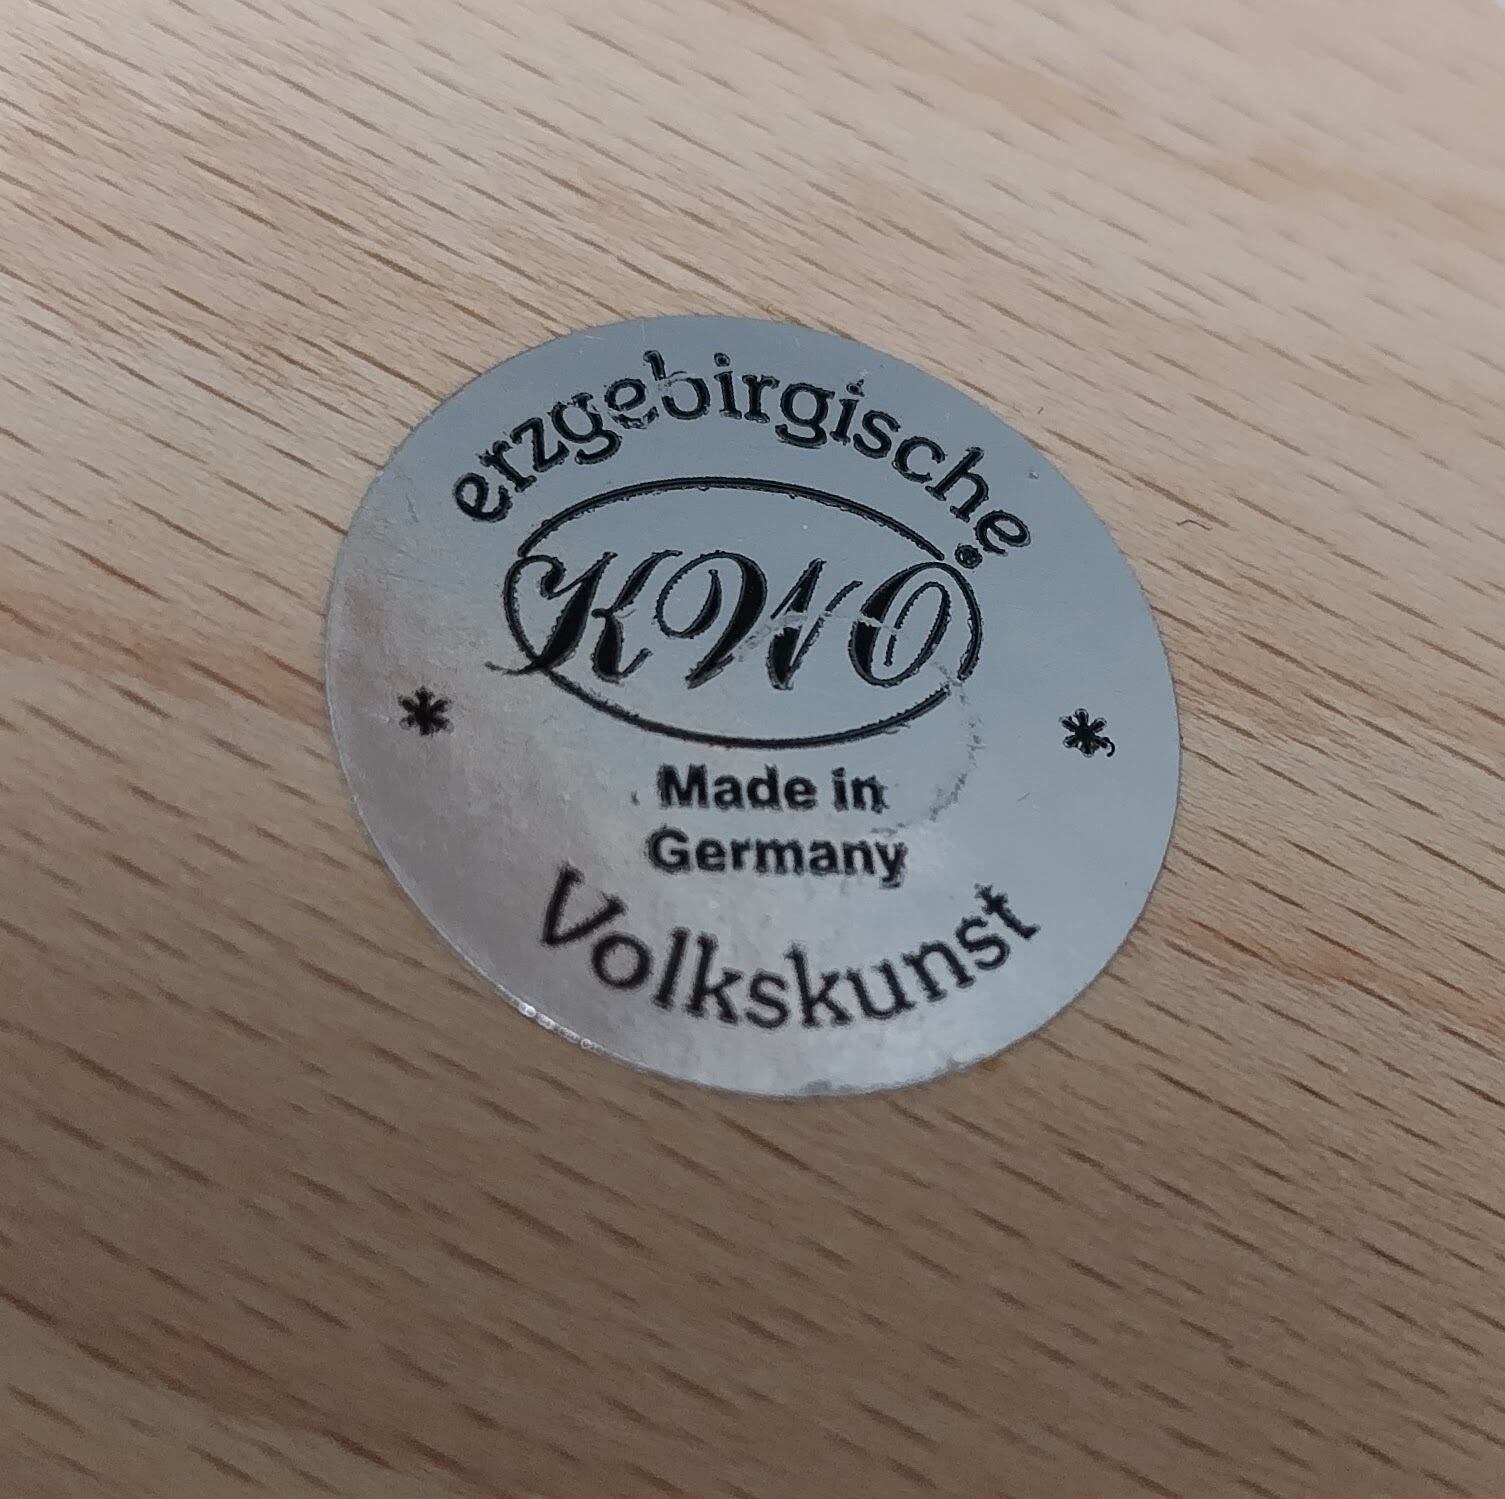 erzgebirgische
KWO®
* *
Made in
Germany
Volkskunst